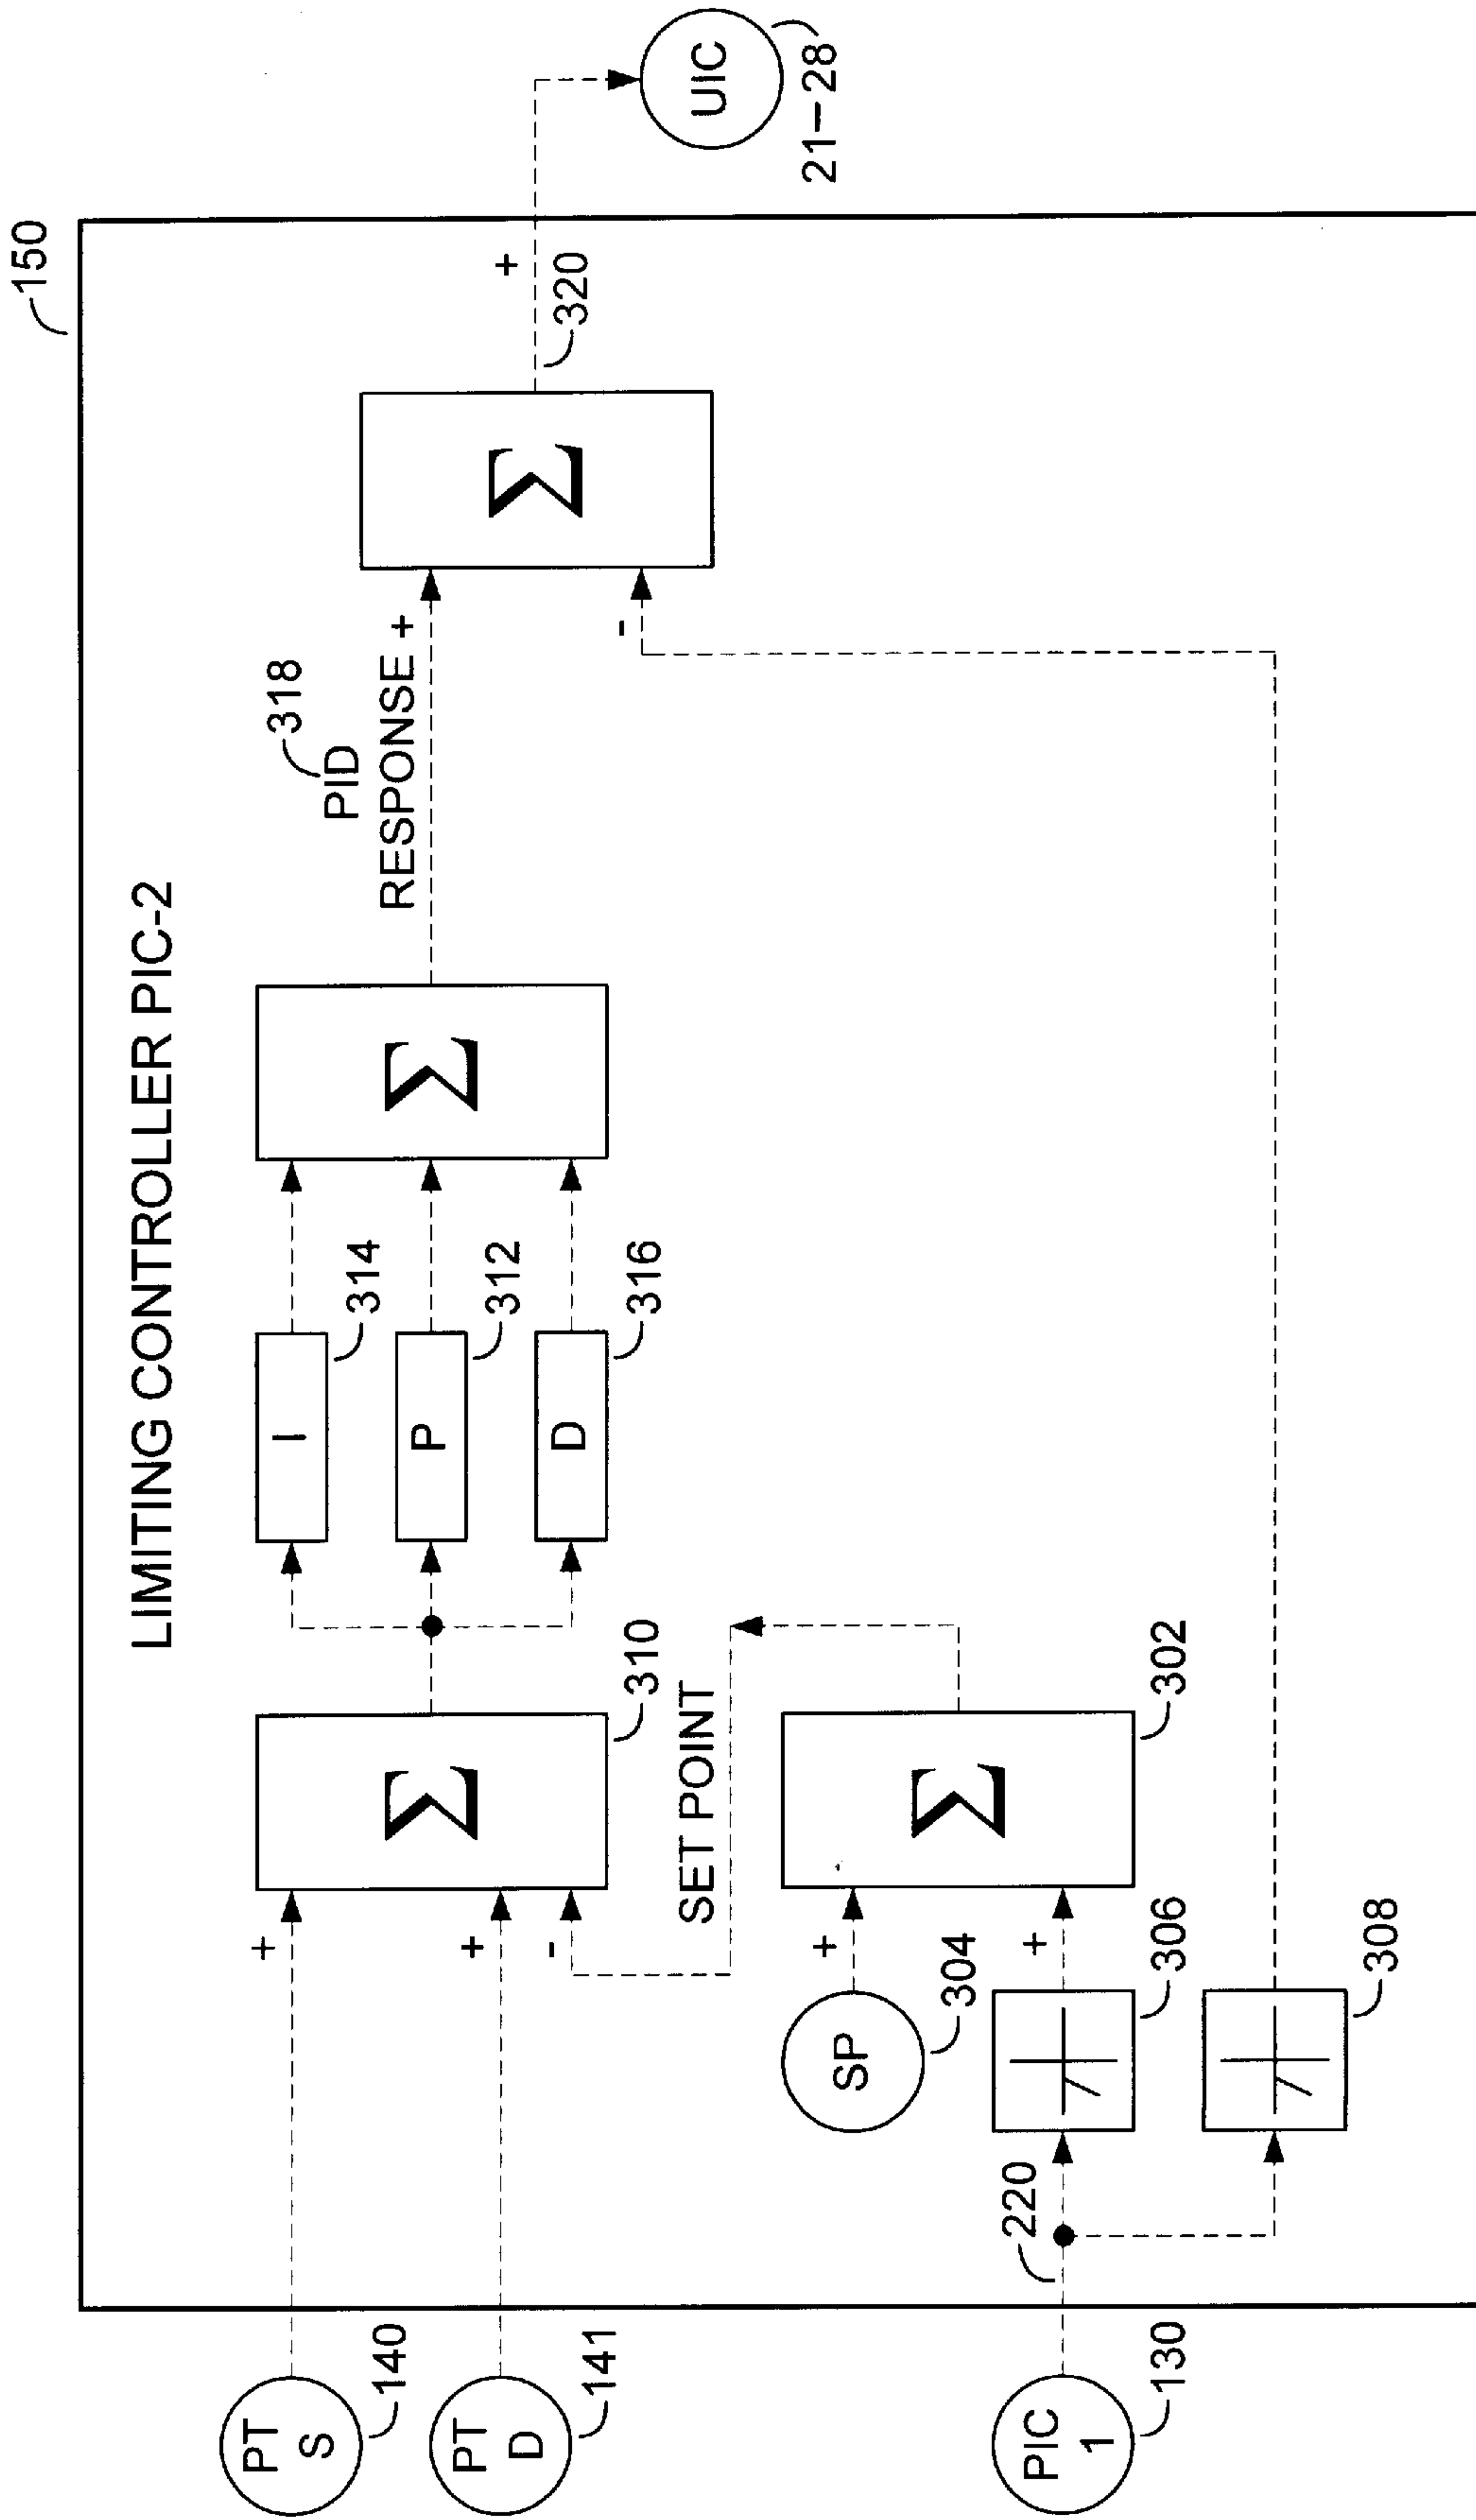 150
LIMITING CONTROLLER PIC-2
PT
S
140
PT
D
141
PIC
1
130
220
+
+
-
Σ
310
SET POINT
SP
304
+
+
306
308
Σ
302
I
314
P
312
D
316
Σ
318
PID
RESPONSE +
-
Σ
+
320
UIC
21-28